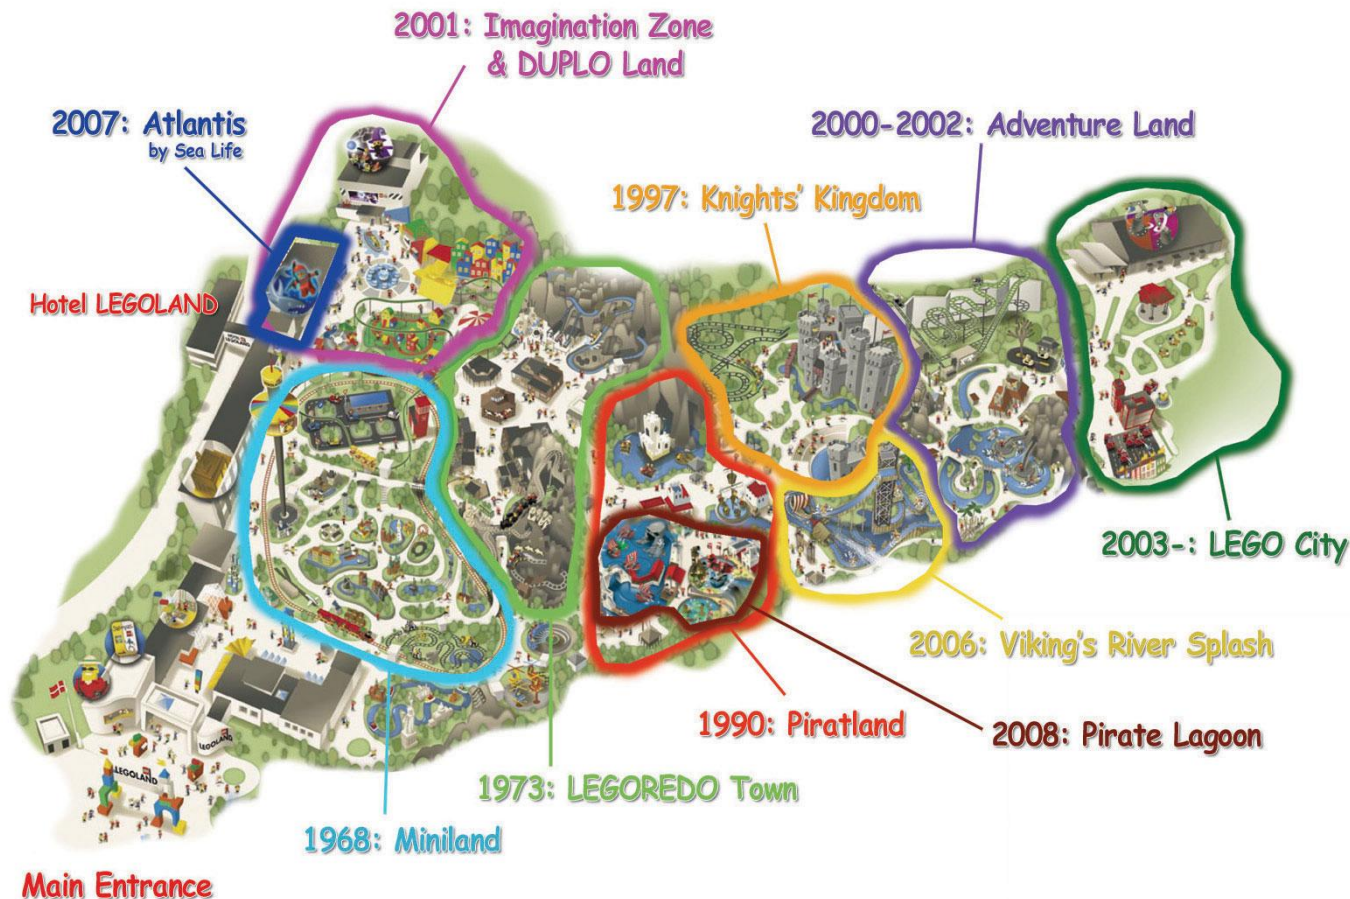 2001: Imagination Zone
& DUPLO Land
2007: Atlantis
by Sea Life
2000-2002: Adventure Land
1997: Knights' Kingdom
Hotel LEGOLAND
2003-: LEGO City
2006: Viking's River Splash
1990: Piratland
2008: Pirate Lagoon
1973: LEGOREDO Town
LEGOLAND
LEGOLAND
1968: Miniland
Main Entrance